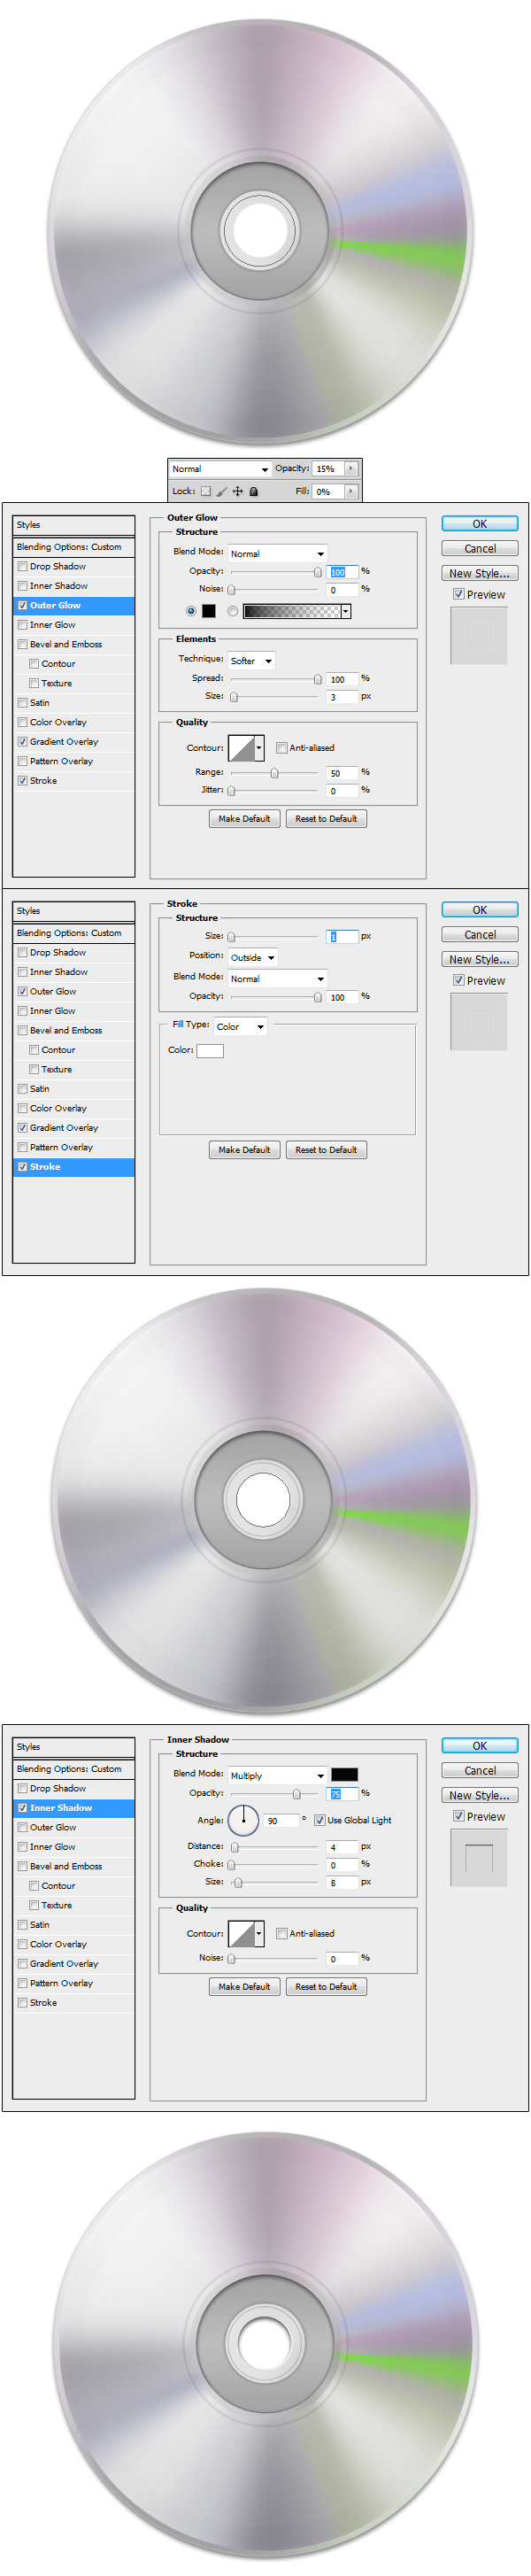 Normal Opacity: 15%
Lock: Fill: 0%
Styles
Blending Options: Custom
Drop Shadow
Inner Shadow
Outer Glow
Inner Glow
Bevel and Emboss
Contour
Texture
Satin
Color Overlay
Gradient Overlay
Pattern Overlay
Stroke
Outer Glow
Structure
Blend Mode: Normal
Opacity: 100 %
Noise: 0 %
Elements
Technique: Softer
Spread: 100 %
Size: 3 px
Quality
Contour: Anti-aliased
Range: 50 %
Jitter: 0 %
Make Default Reset to Default
OK
Cancel
New Style...
Preview
Styles
Blending Options: Custom
Drop Shadow
Inner Shadow
Outer Glow
Inner Glow
Bevel and Emboss
Contour
Texture
Satin
Color Overlay
Gradient Overlay
Pattern Overlay
Stroke
Stroke
Structure
Size: 1 px
Position: Outside
Blend Mode: Normal
Opacity: 100 %
Fill Type: Color
Color:
Make Default Reset to Default
OK
Cancel
New Style...
Preview
Styles
Blending Options: Custom
Drop Shadow
Inner Shadow
Outer Glow
Inner Glow
Bevel and Emboss
Contour
Texture
Satin
Color Overlay
Gradient Overlay
Pattern Overlay
Stroke
Inner Shadow
Structure
Blend Mode: Multiply
Opacity: 75 %
Angle: 90 ° Use Global Light
Distance: 4 px
Choke: 0 %
Size: 8 px
Quality
Contour: Anti-aliased
Noise: 0 %
Make Default Reset to Default
OK
Cancel
New Style...
Preview